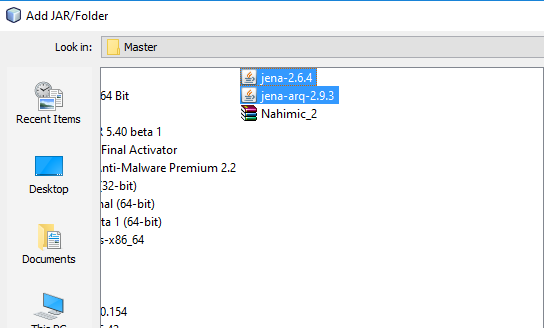 Add JAR/Folder
Look in:
Master
Recent Items
Desktop
Documents
This PC
64 Bit
R 5.40 beta 1
Final Activator
Anti-Malware Premium 2.2
(32-bit)
nal (64-bit)
ta 1 (64-bit)
s-x86_64
0.154
jena-2.6.4
jena-arq-2.9.3
Nahimic_2